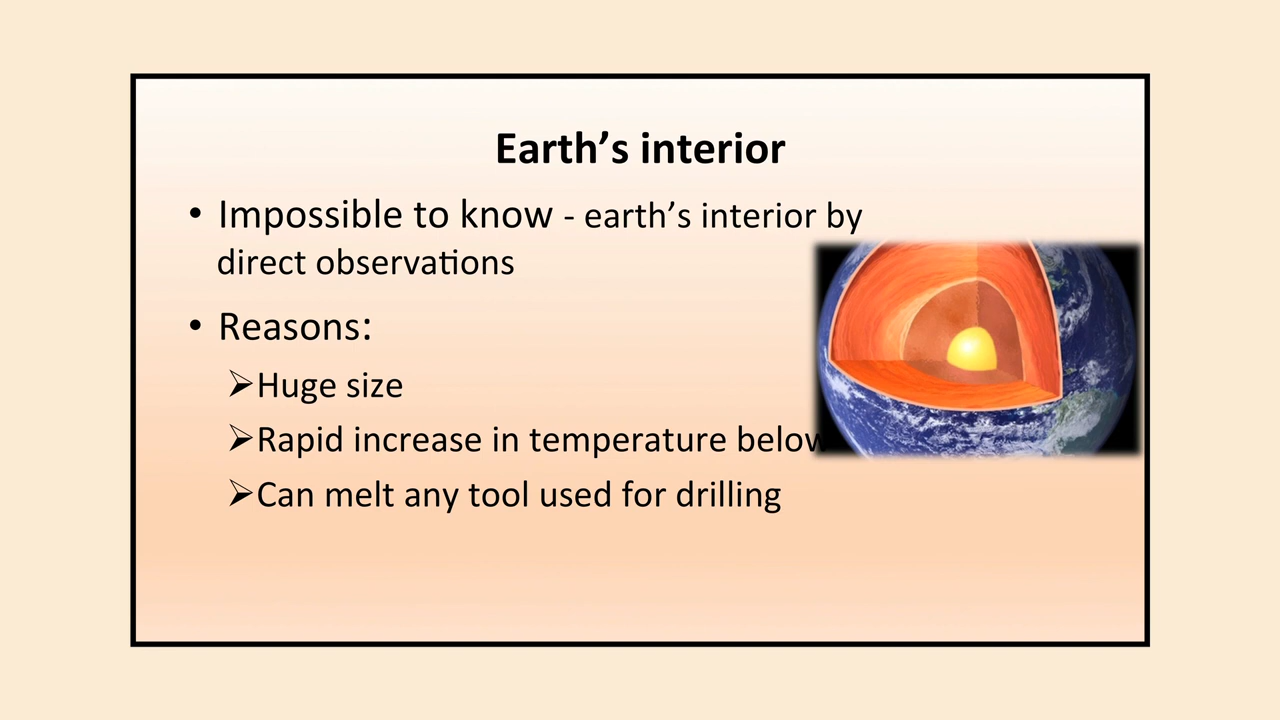 Earth’s interior
• Impossible to know - earth’s interior by
direct observations
• Reasons:
➢Huge size
➢Rapid increase in temperature below
➢Can melt any tool used for drilling